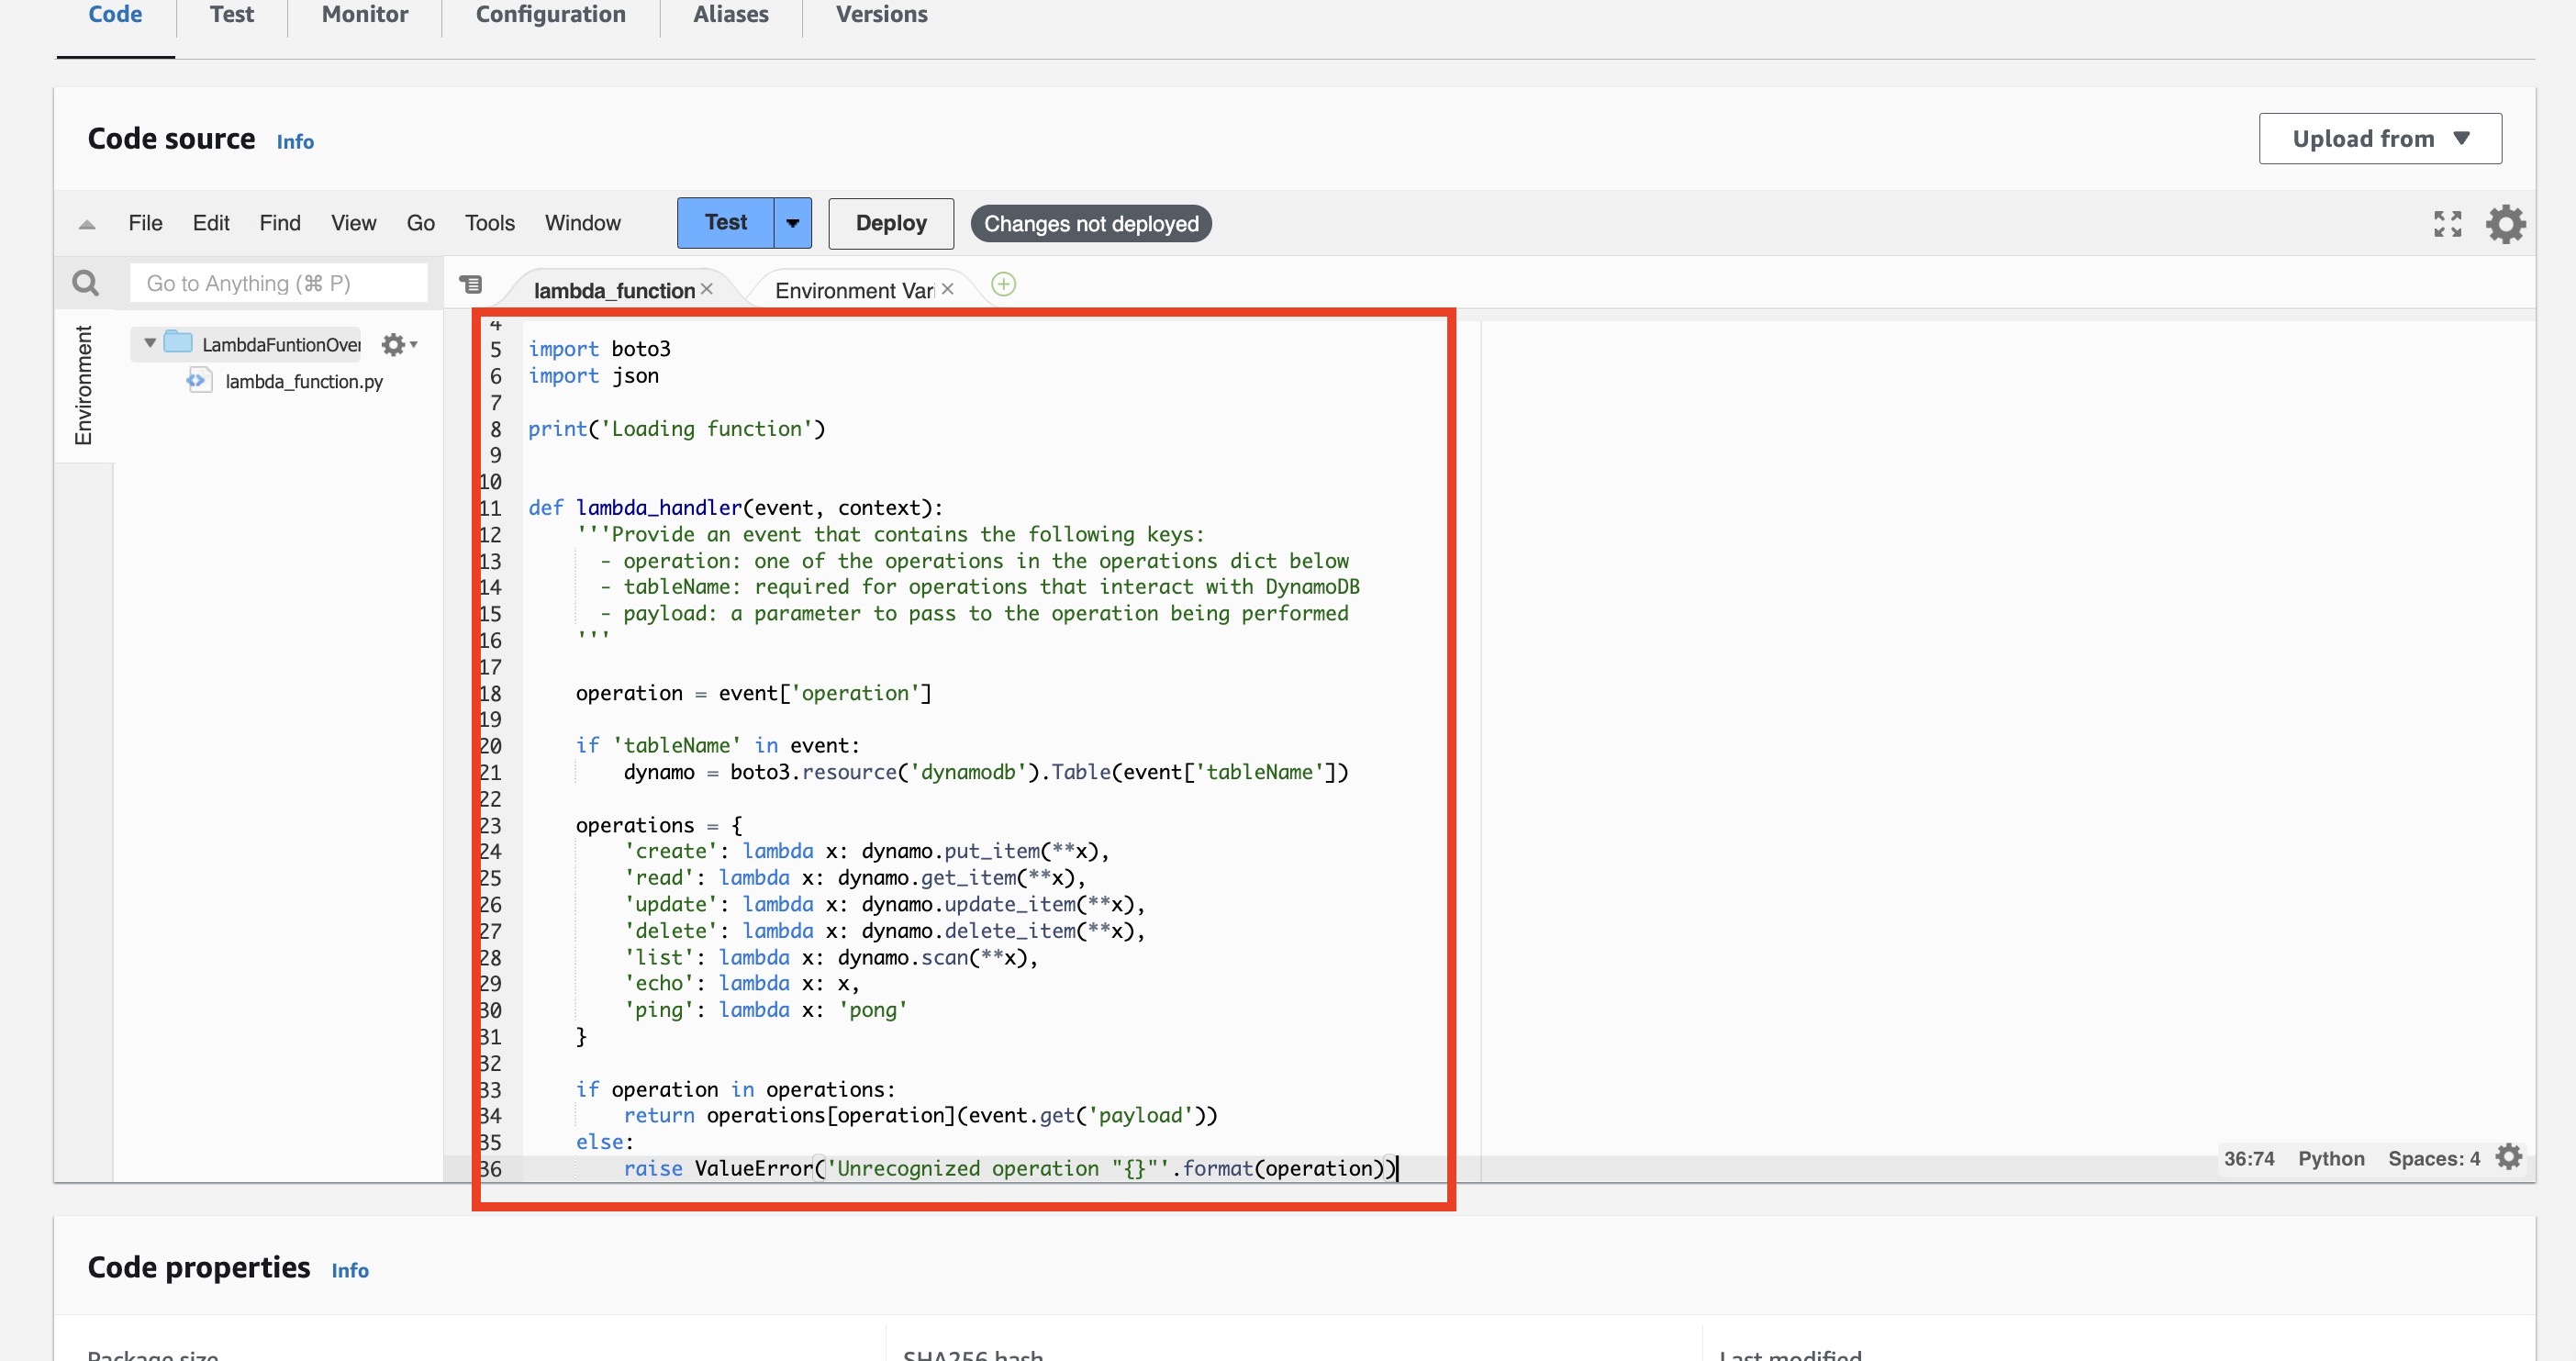 Code Test Monitor Configuration Aliases Versions
Code source Info Upload from
File Edit Find View Go Tools Window Test Deploy Changes not deployed
Go to Anything (⌘ P) lambda_function × Environment Vari ×
Environment
LambdaFuntionOver
lambda_function.py
4
5 import boto3
6 import json
7
8 print('Loading function')
9
10
11 def lambda_handler(event, context):
12     '''Provide an event that contains the following keys:
13       - operation: one of the operations in the operations dict below
14       - tableName: required for operations that interact with DynamoDB
15       - payload: a parameter to pass to the operation being performed
16     '''
17
18     operation = event['operation']
19
20     if 'tableName' in event:
21         dynamo = boto3.resource('dynamodb').Table(event['tableName'])
22
23     operations = {
24         'create': lambda x: dynamo.put_item(**x),
25         'read': lambda x: dynamo.get_item(**x),
26         'update': lambda x: dynamo.update_item(**x),
27         'delete': lambda x: dynamo.delete_item(**x),
28         'list': lambda x: dynamo.scan(**x),
29         'echo': lambda x: x,
30         'ping': lambda x: 'pong'
31     }
32
33     if operation in operations:
34         return operations[operation](event.get('payload'))
35     else:
36         raise ValueError('Unrecognized operation "{}"'.format(operation))
36:74 Python Spaces: 4
Code properties Info
Package size SHA256 hash Last modified